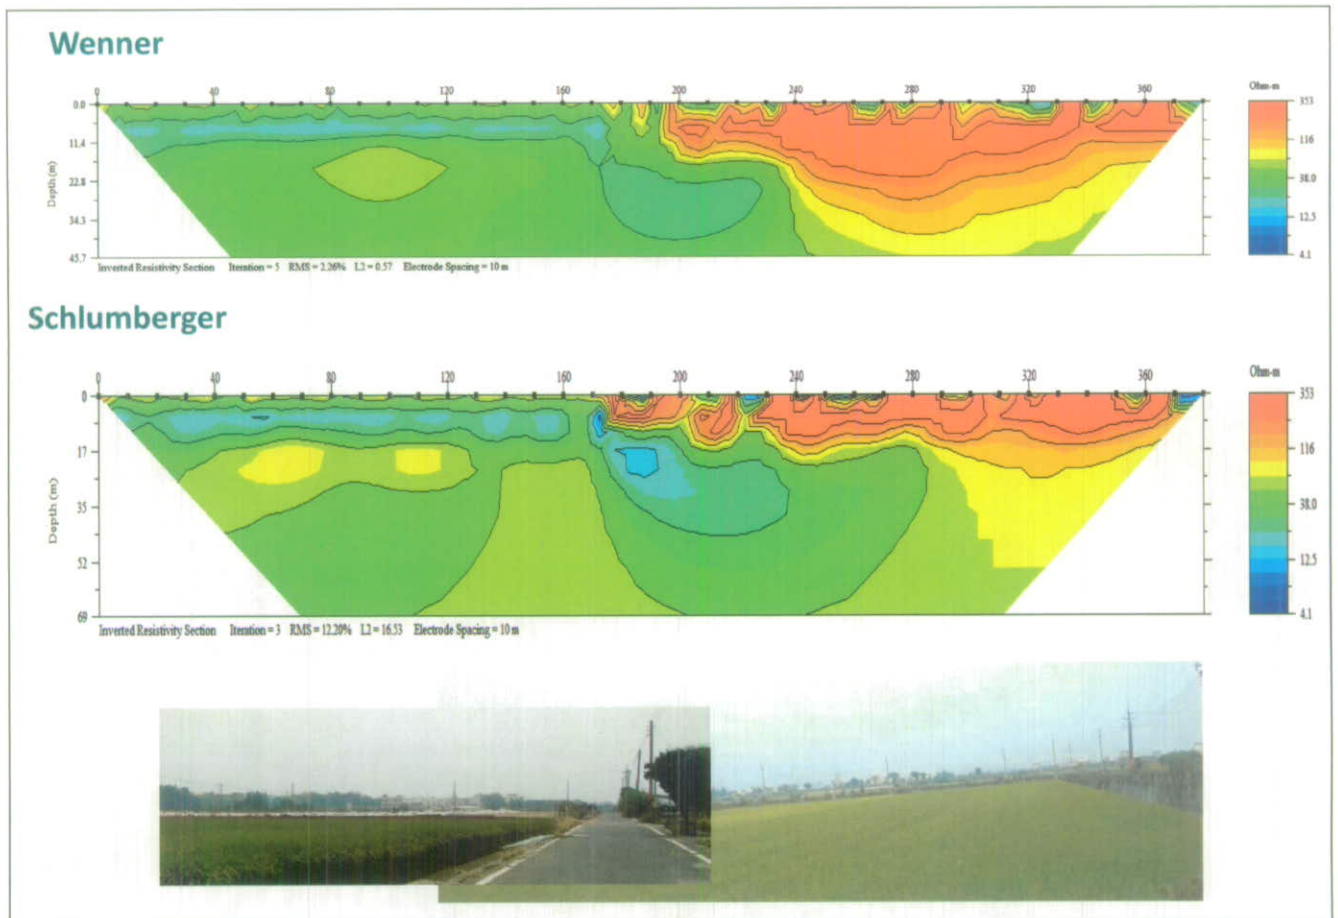 Wenner
0 40 80 120 160 200 240 280 320 360
Ohm-m
0.0
11.4
22.8
34.3
45.7
Depth (m)
353
116
38.0
12.5
4.1
Inverted Resistivity Section Iteration = 5 RMS = 2.26% L2 = 0.57 Electrode Spacing = 10 m
Schlumberger
0 40 80 120 160 200 240 280 320 360
Ohm-m
0
17
35
52
69
Depth (m)
353
116
38.0
12.5
4.1
Inverted Resistivity Section Iteration = 3 RMS = 12.20% L2 = 16.53 Electrode Spacing = 10 m